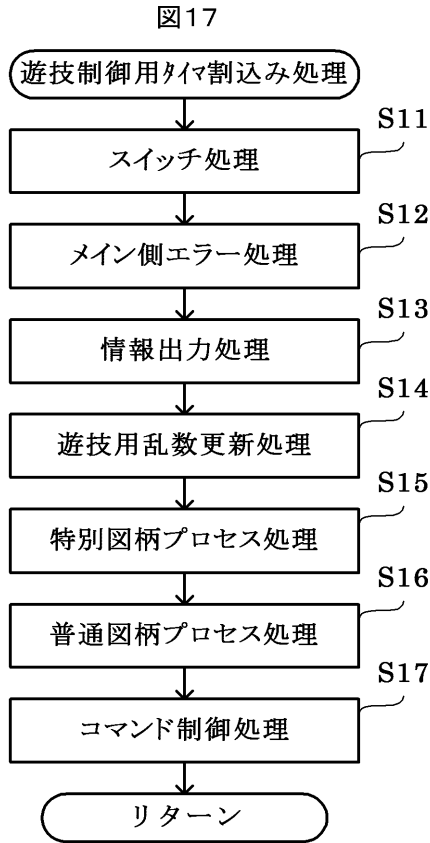 図17
遊技制御用ﾀｲﾏ割込み処理
S11
スイッチ処理
S12
メイン側エラー処理
S13
情報出力処理
S14
遊技用乱数更新処理
S15
特別図柄プロセス処理
S16
普通図柄プロセス処理
S17
コマンド制御処理
リターン